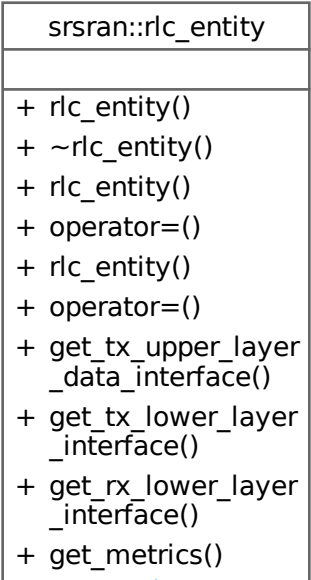 srsran::rlc_entity
+ rlc_entity()
+ ~rlc_entity()
+ rlc_entity()
+ operator=()
+ rlc_entity()
+ operator=()
+ get_tx_upper_layer
_data_interface()
+ get_tx_lower_layer
_interface()
+ get_rx_lower_layer
_interface()
+ get_metrics()